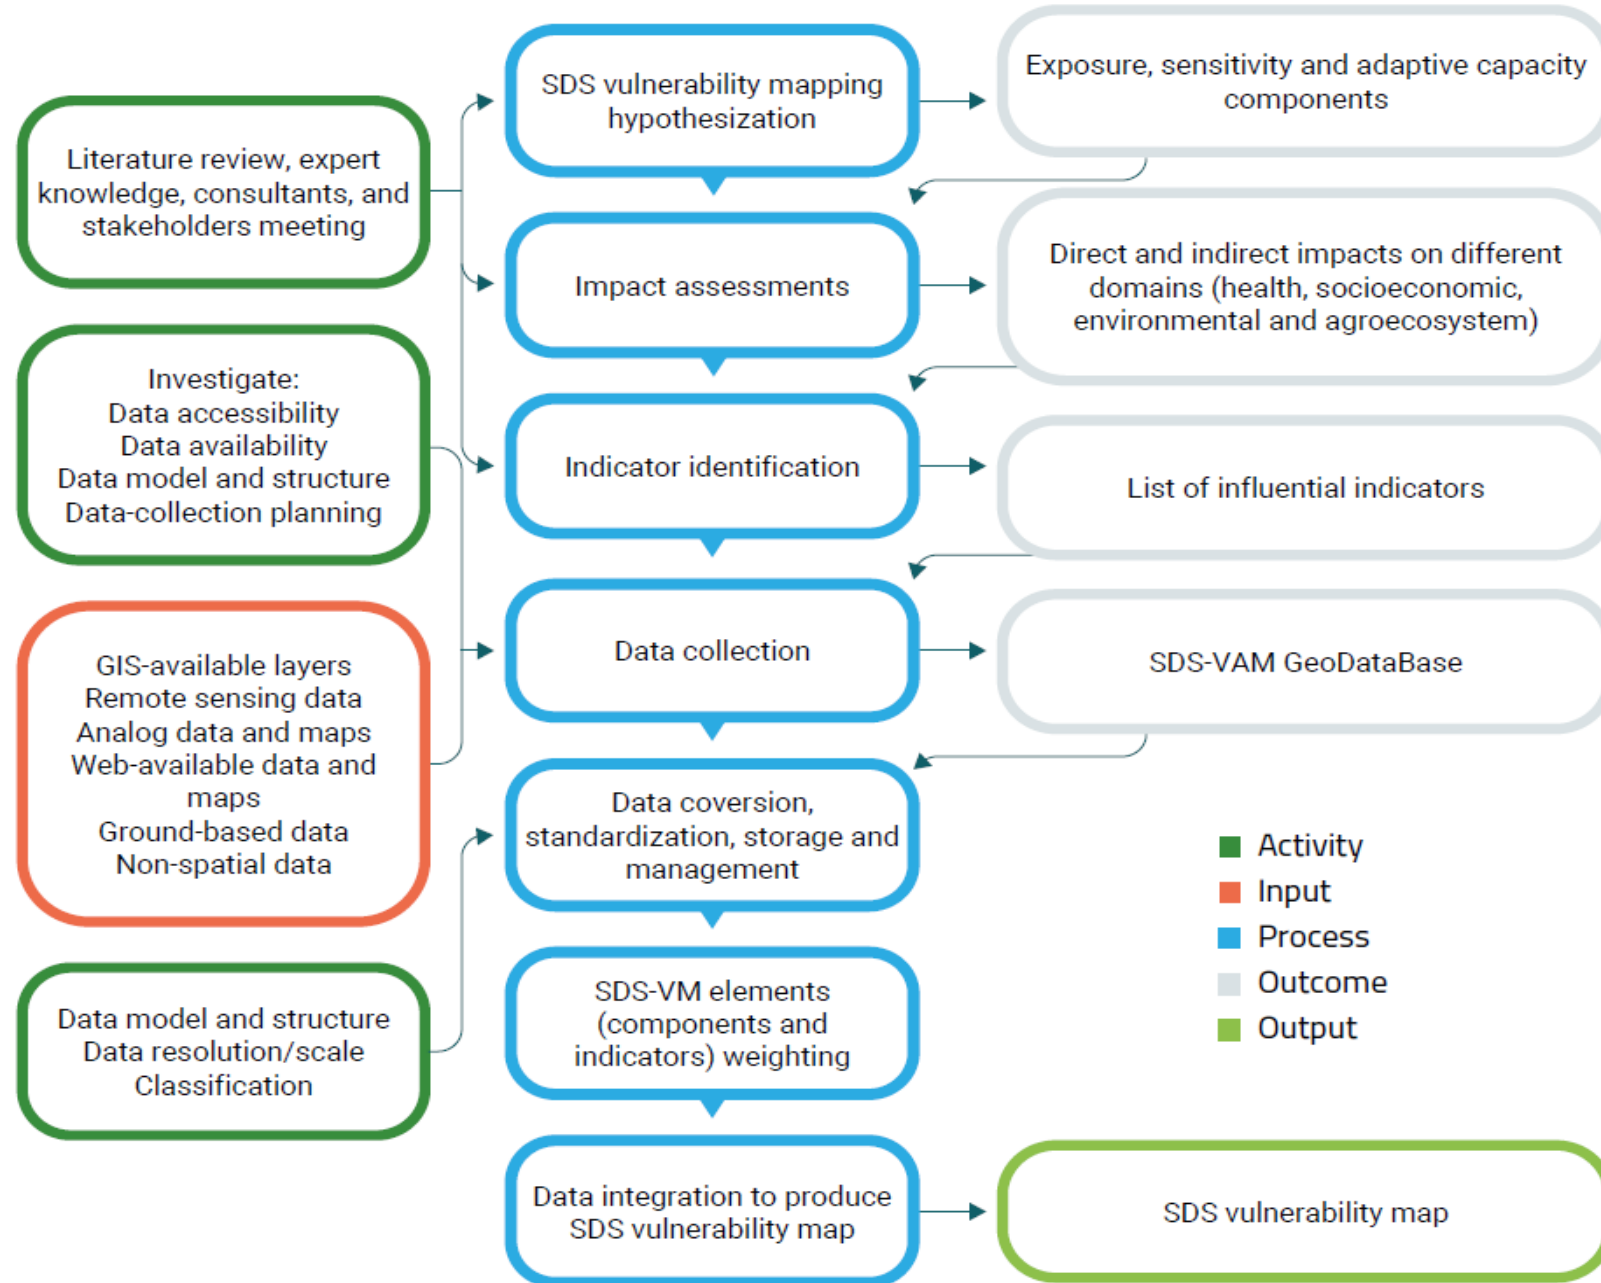 Literature review, expert
knowledge, consultants, and
stakeholders meeting
Investigate:
Data accessibility
Data availability
Data model and structure
Data-collection planning
GIS-available layers
Remote sensing data
Analog data and maps
Web-available data and
maps
Ground-based data
Non-spatial data
Data model and structure
Data resolution/scale
Classification
SDS vulnerability mapping
hypothesization
Impact assessments
Indicator identification
Data collection
Data coversion,
standardization, storage and
management
SDS-VM elements
(components and
indicators) weighting
Data integration to produce
SDS vulnerability map
Exposure, sensitivity and adaptive capacity
components
Direct and indirect impacts on different
domains (health, socioeconomic,
environmental and agroecosystem)
List of influential indicators
SDS-VAM GeoDataBase
Activity
Input
Process
Outcome
Output
SDS vulnerability map